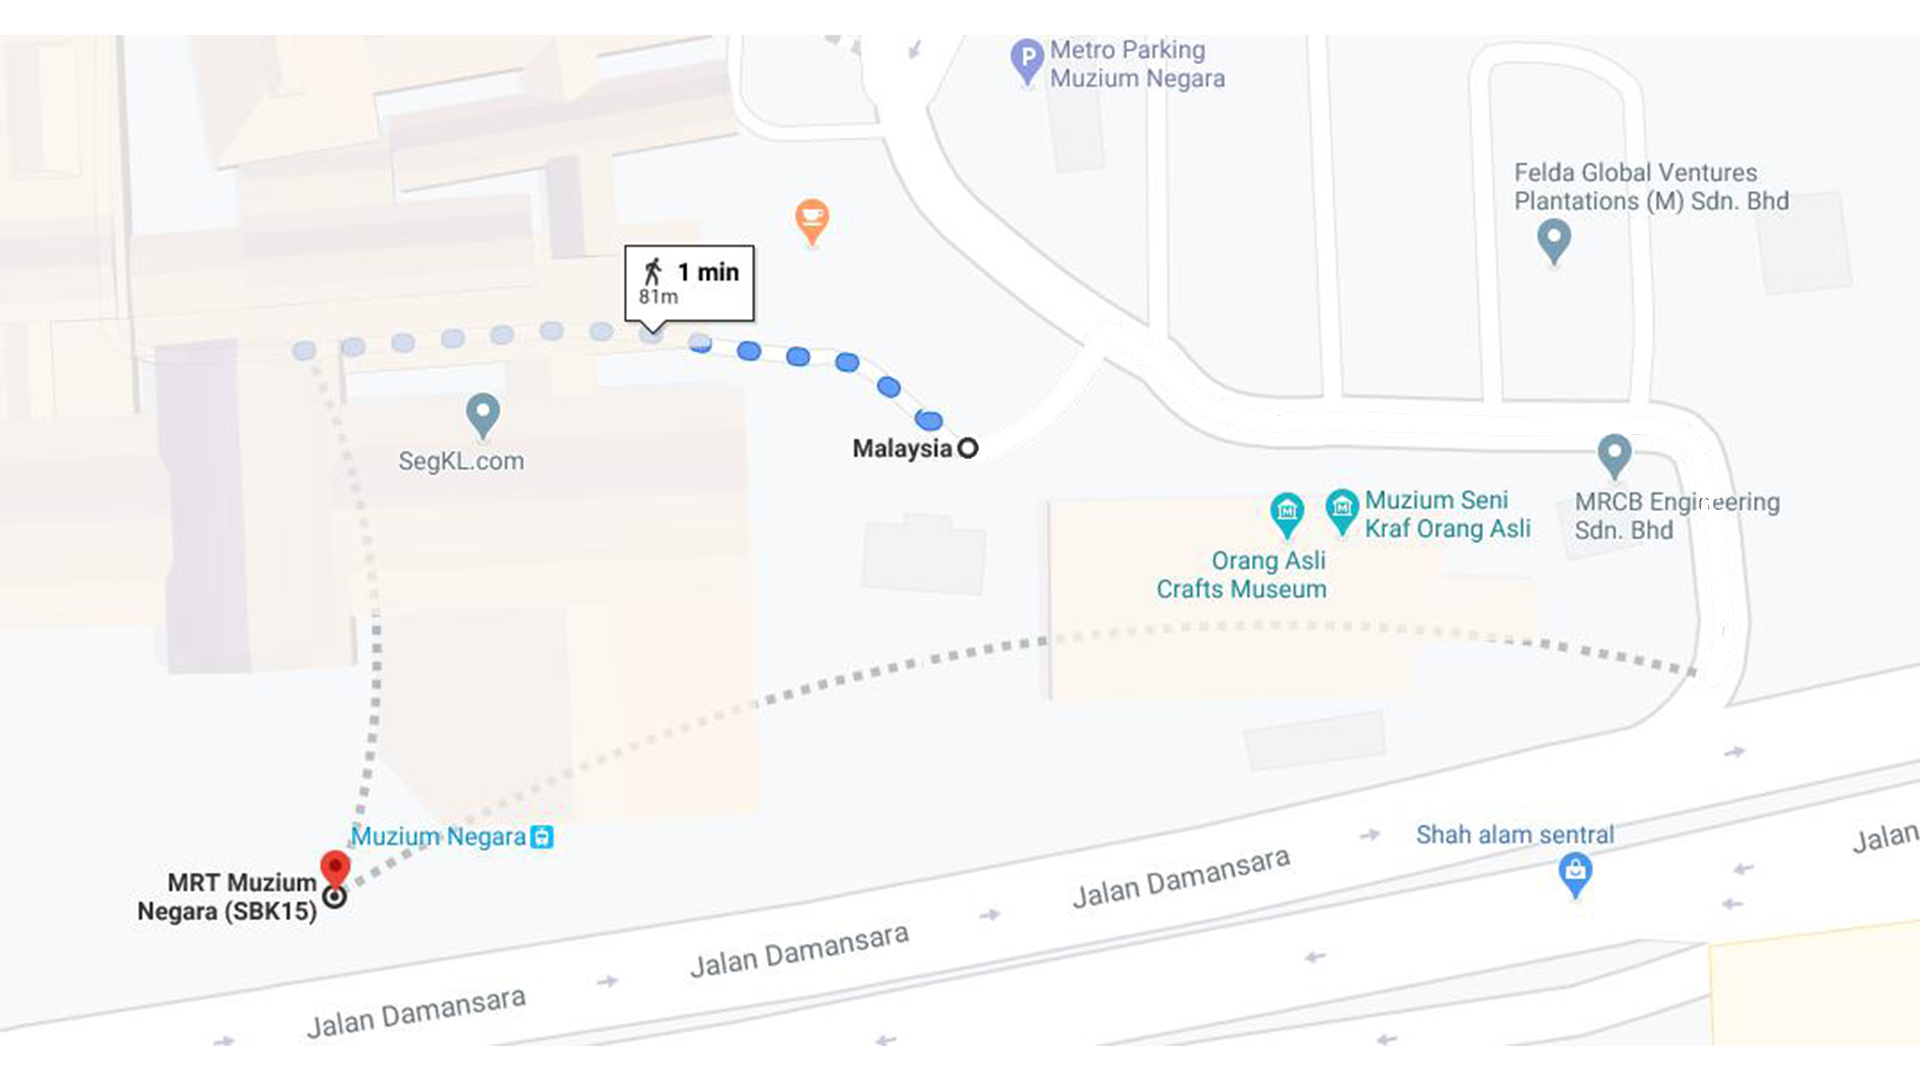 P Metro Parking
Muzium Negara
Felda Global Ventures
Plantations (M) Sdn. Bhd
1 min
81m
Malaysia
SegKL.com
Muzium Seni
Kraf Orang Asli
MRCB Engineering
Sdn. Bhd
Orang Asli
Crafts Museum
Muzium Negara
MRT Muzium
Negara (SBK15)
Shah alam sentral
Jalan
Jalan Damansara
Jalan Damansara
Jalan Damansara